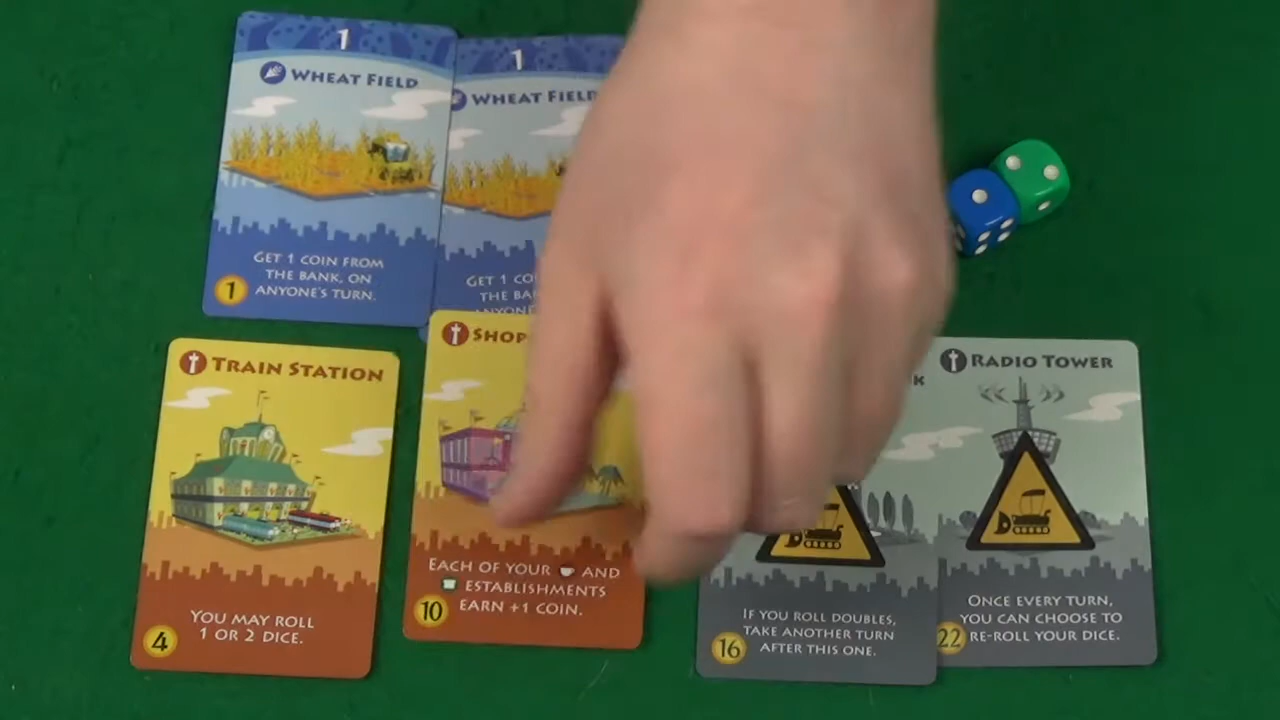 1
WHEAT FIELD
GET 1 COIN FROM
THE BANK, ON
ANYONE'S TURN.
1
1
WHEAT FIELD
GET 1
THE
TRAIN STATION
YOU MAY ROLL
1 OR 2 DICE.
4
SHOP
EACH OF YOUR AND
ESTABLISHMENTS
EARN +1 COIN.
10
K
IF YOU ROLL DOUBLES,
TAKE ANOTHER TURN
AFTER THIS ONE.
16
RADIO TOWER
ONCE EVERY TURN,
YOU CAN CHOOSE TO
RE-ROLL YOUR DICE.
22